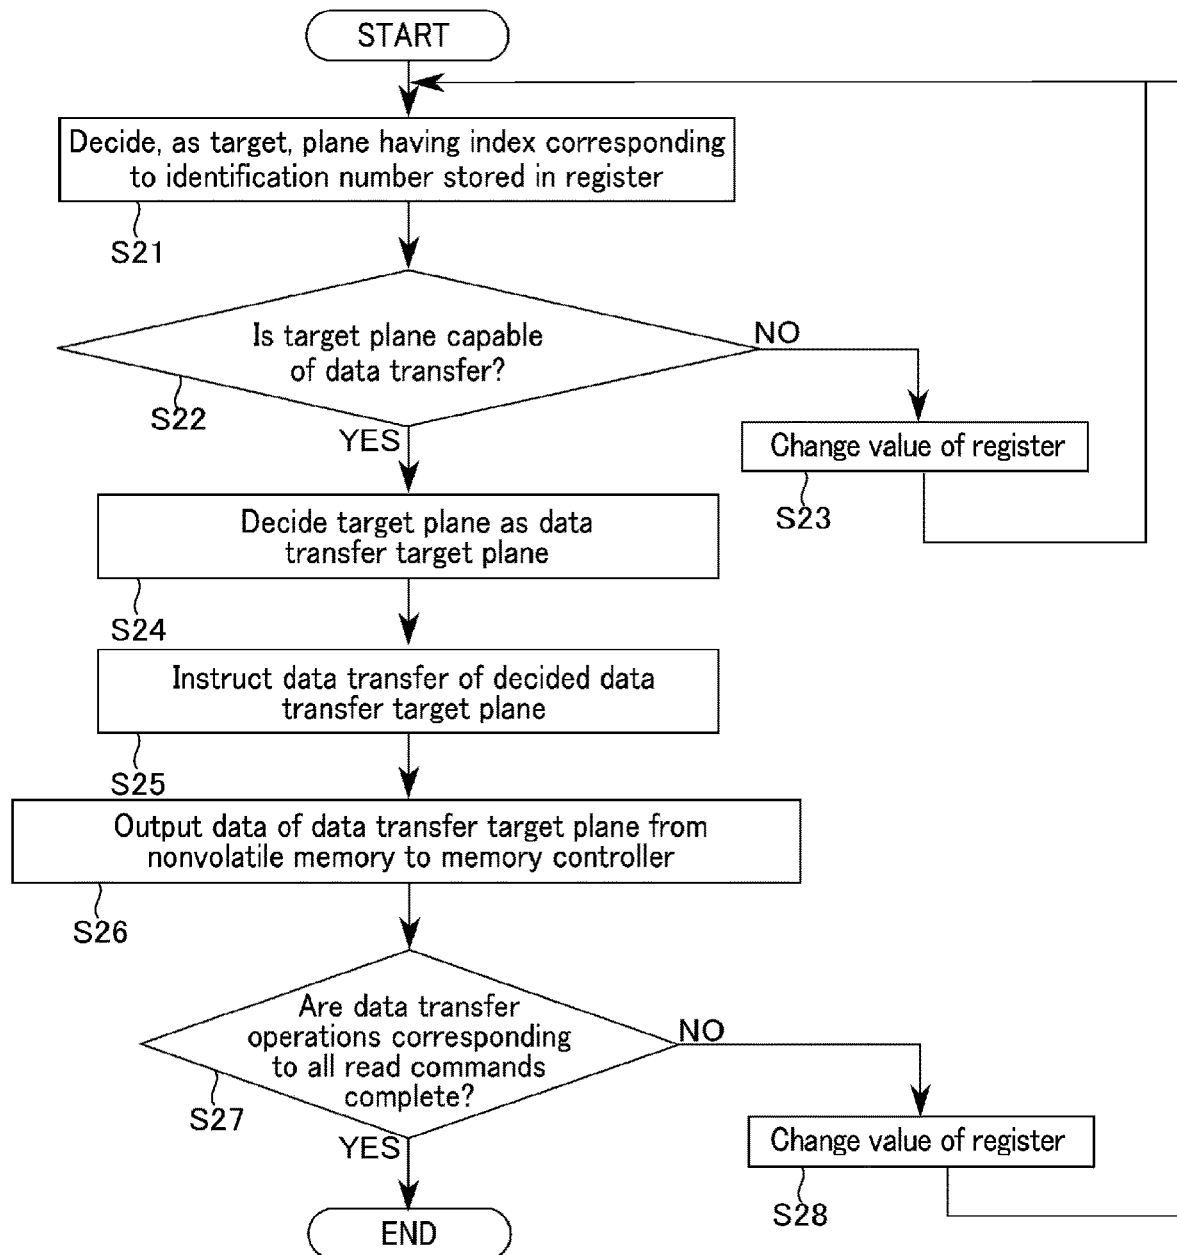 START
Decide, as target, plane having index corresponding
to identification number stored in register
S21
Is target plane capable
of data transfer?
NO
S22
YES
Change value of register
S23
Decide target plane as data
transfer target plane
S24
Instruct data transfer of decided data
transfer target plane
S25
Output data of data transfer target plane from
nonvolatile memory to memory controller
S26
Are data transfer
operations corresponding
to all read commands
complete?
NO
S27
YES
Change value of register
S28
END